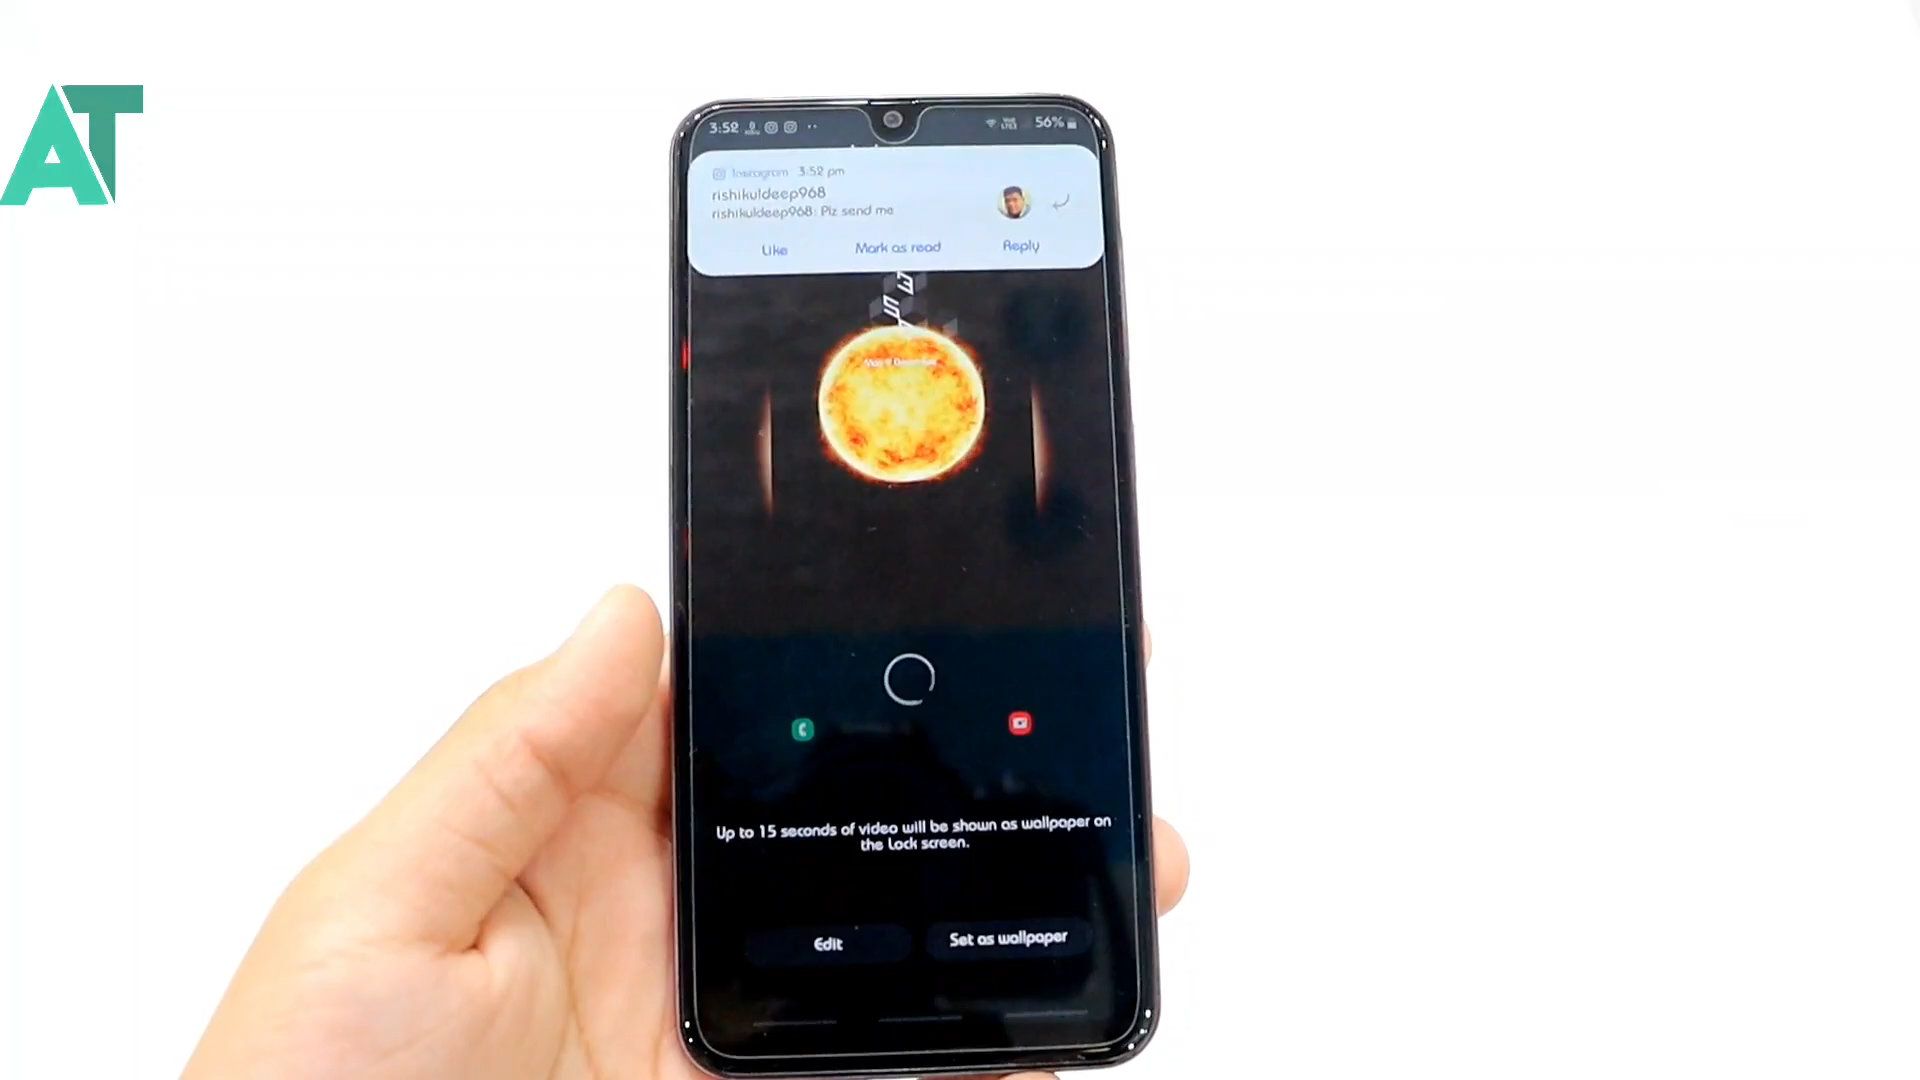 AT
3:52
56%
Instagram 3:52 pm
rishikuldeep968
rishikuldeep968: Plz send me
Like Mark as read Reply
Up to 15 seconds of video will be shown as wallpaper on
the Lock screen.
Edit Set as wallpaper